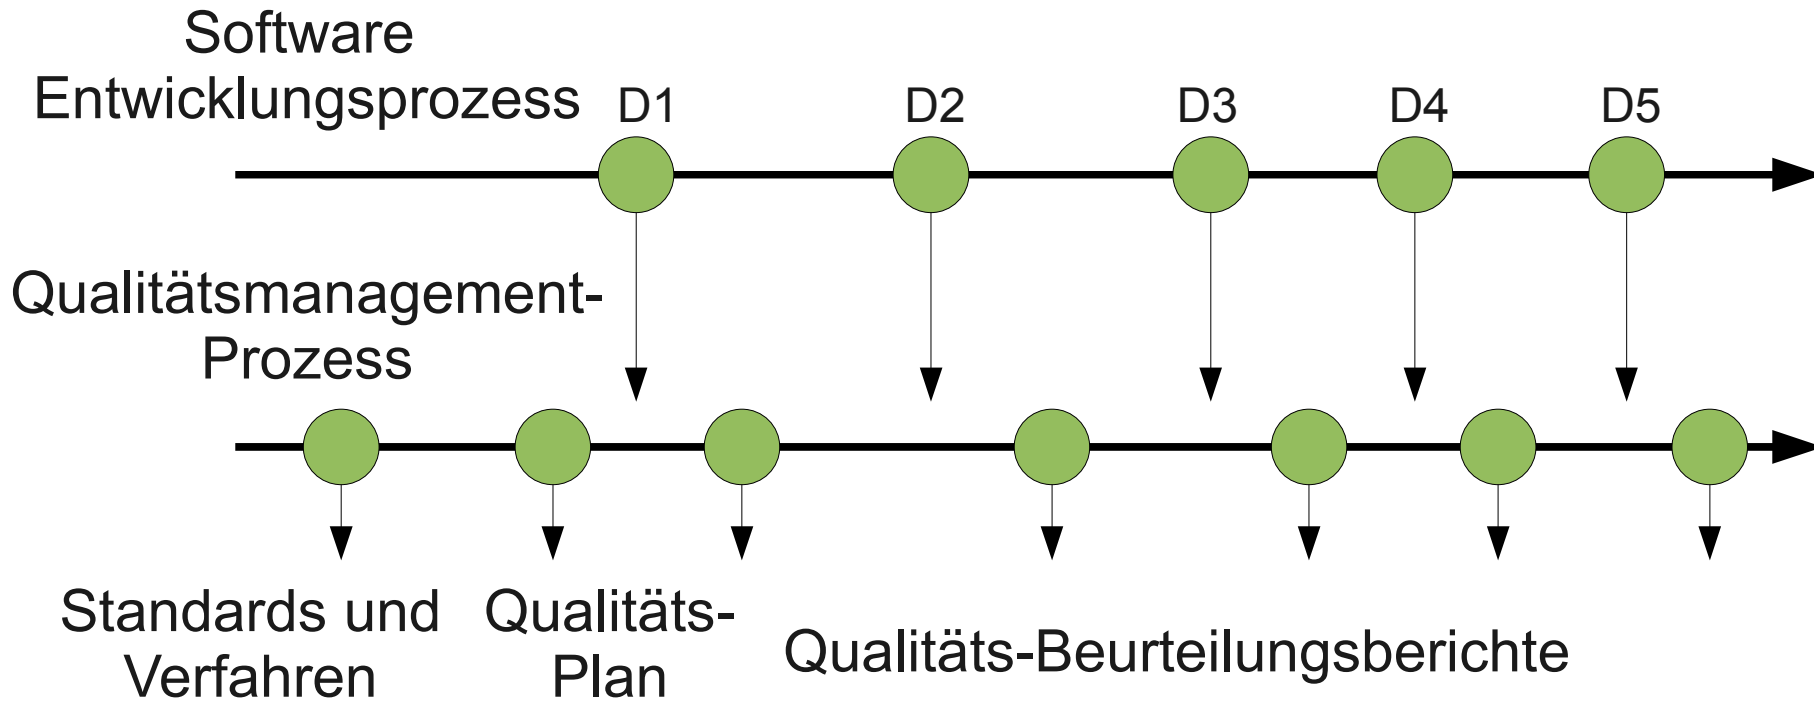 Software
Entwicklungsprozess
D1 D2 D3 D4 D5
Qualitätsmanagement-
Prozess
Standards und
Verfahren
Qualitäts-
Plan
Qualitäts-Beurteilungsberichte